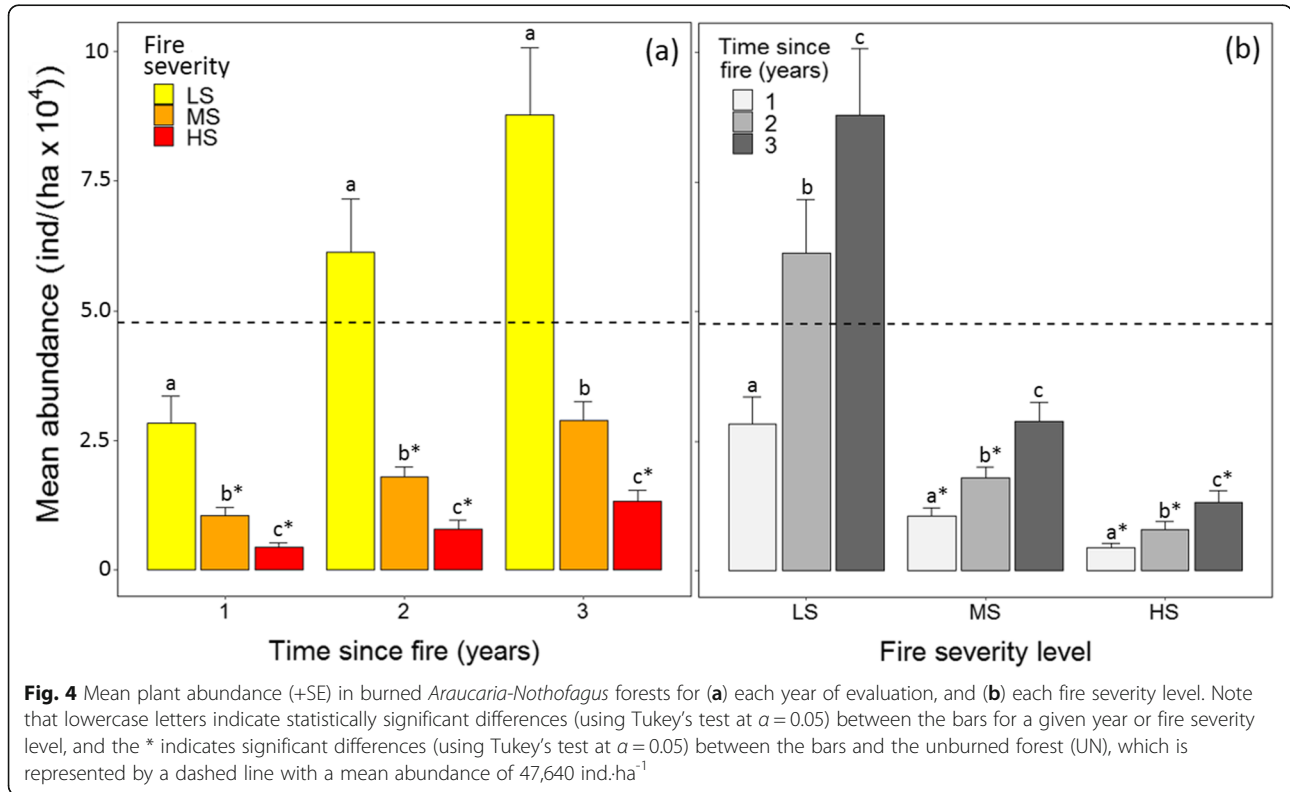 Mean abundance (ind/(ha x 10⁴))
10
7.5
5.0
2.5
0
Fire
severity
LS
MS
HS
(a)
a
b*
c*
a
b*
c*
a
b
c*
1 2 3
Time since fire (years)
Time since
fire (years)
1
2
3
(b)
a
b
c
a*
b*
c
a*
b*
c*
LS MS HS
Fire severity level
Fig. 4 Mean plant abundance (+SE) in burned Araucaria-Nothofagus forests for (a) each year of evaluation, and (b) each fire severity level. Note
that lowercase letters indicate statistically significant differences (using Tukey’s test at α = 0.05) between the bars for a given year or fire severity
level, and the * indicates significant differences (using Tukey’s test at α = 0.05) between the bars and the unburned forest (UN), which is
represented by a dashed line with a mean abundance of 47,640 ind.·ha⁻¹